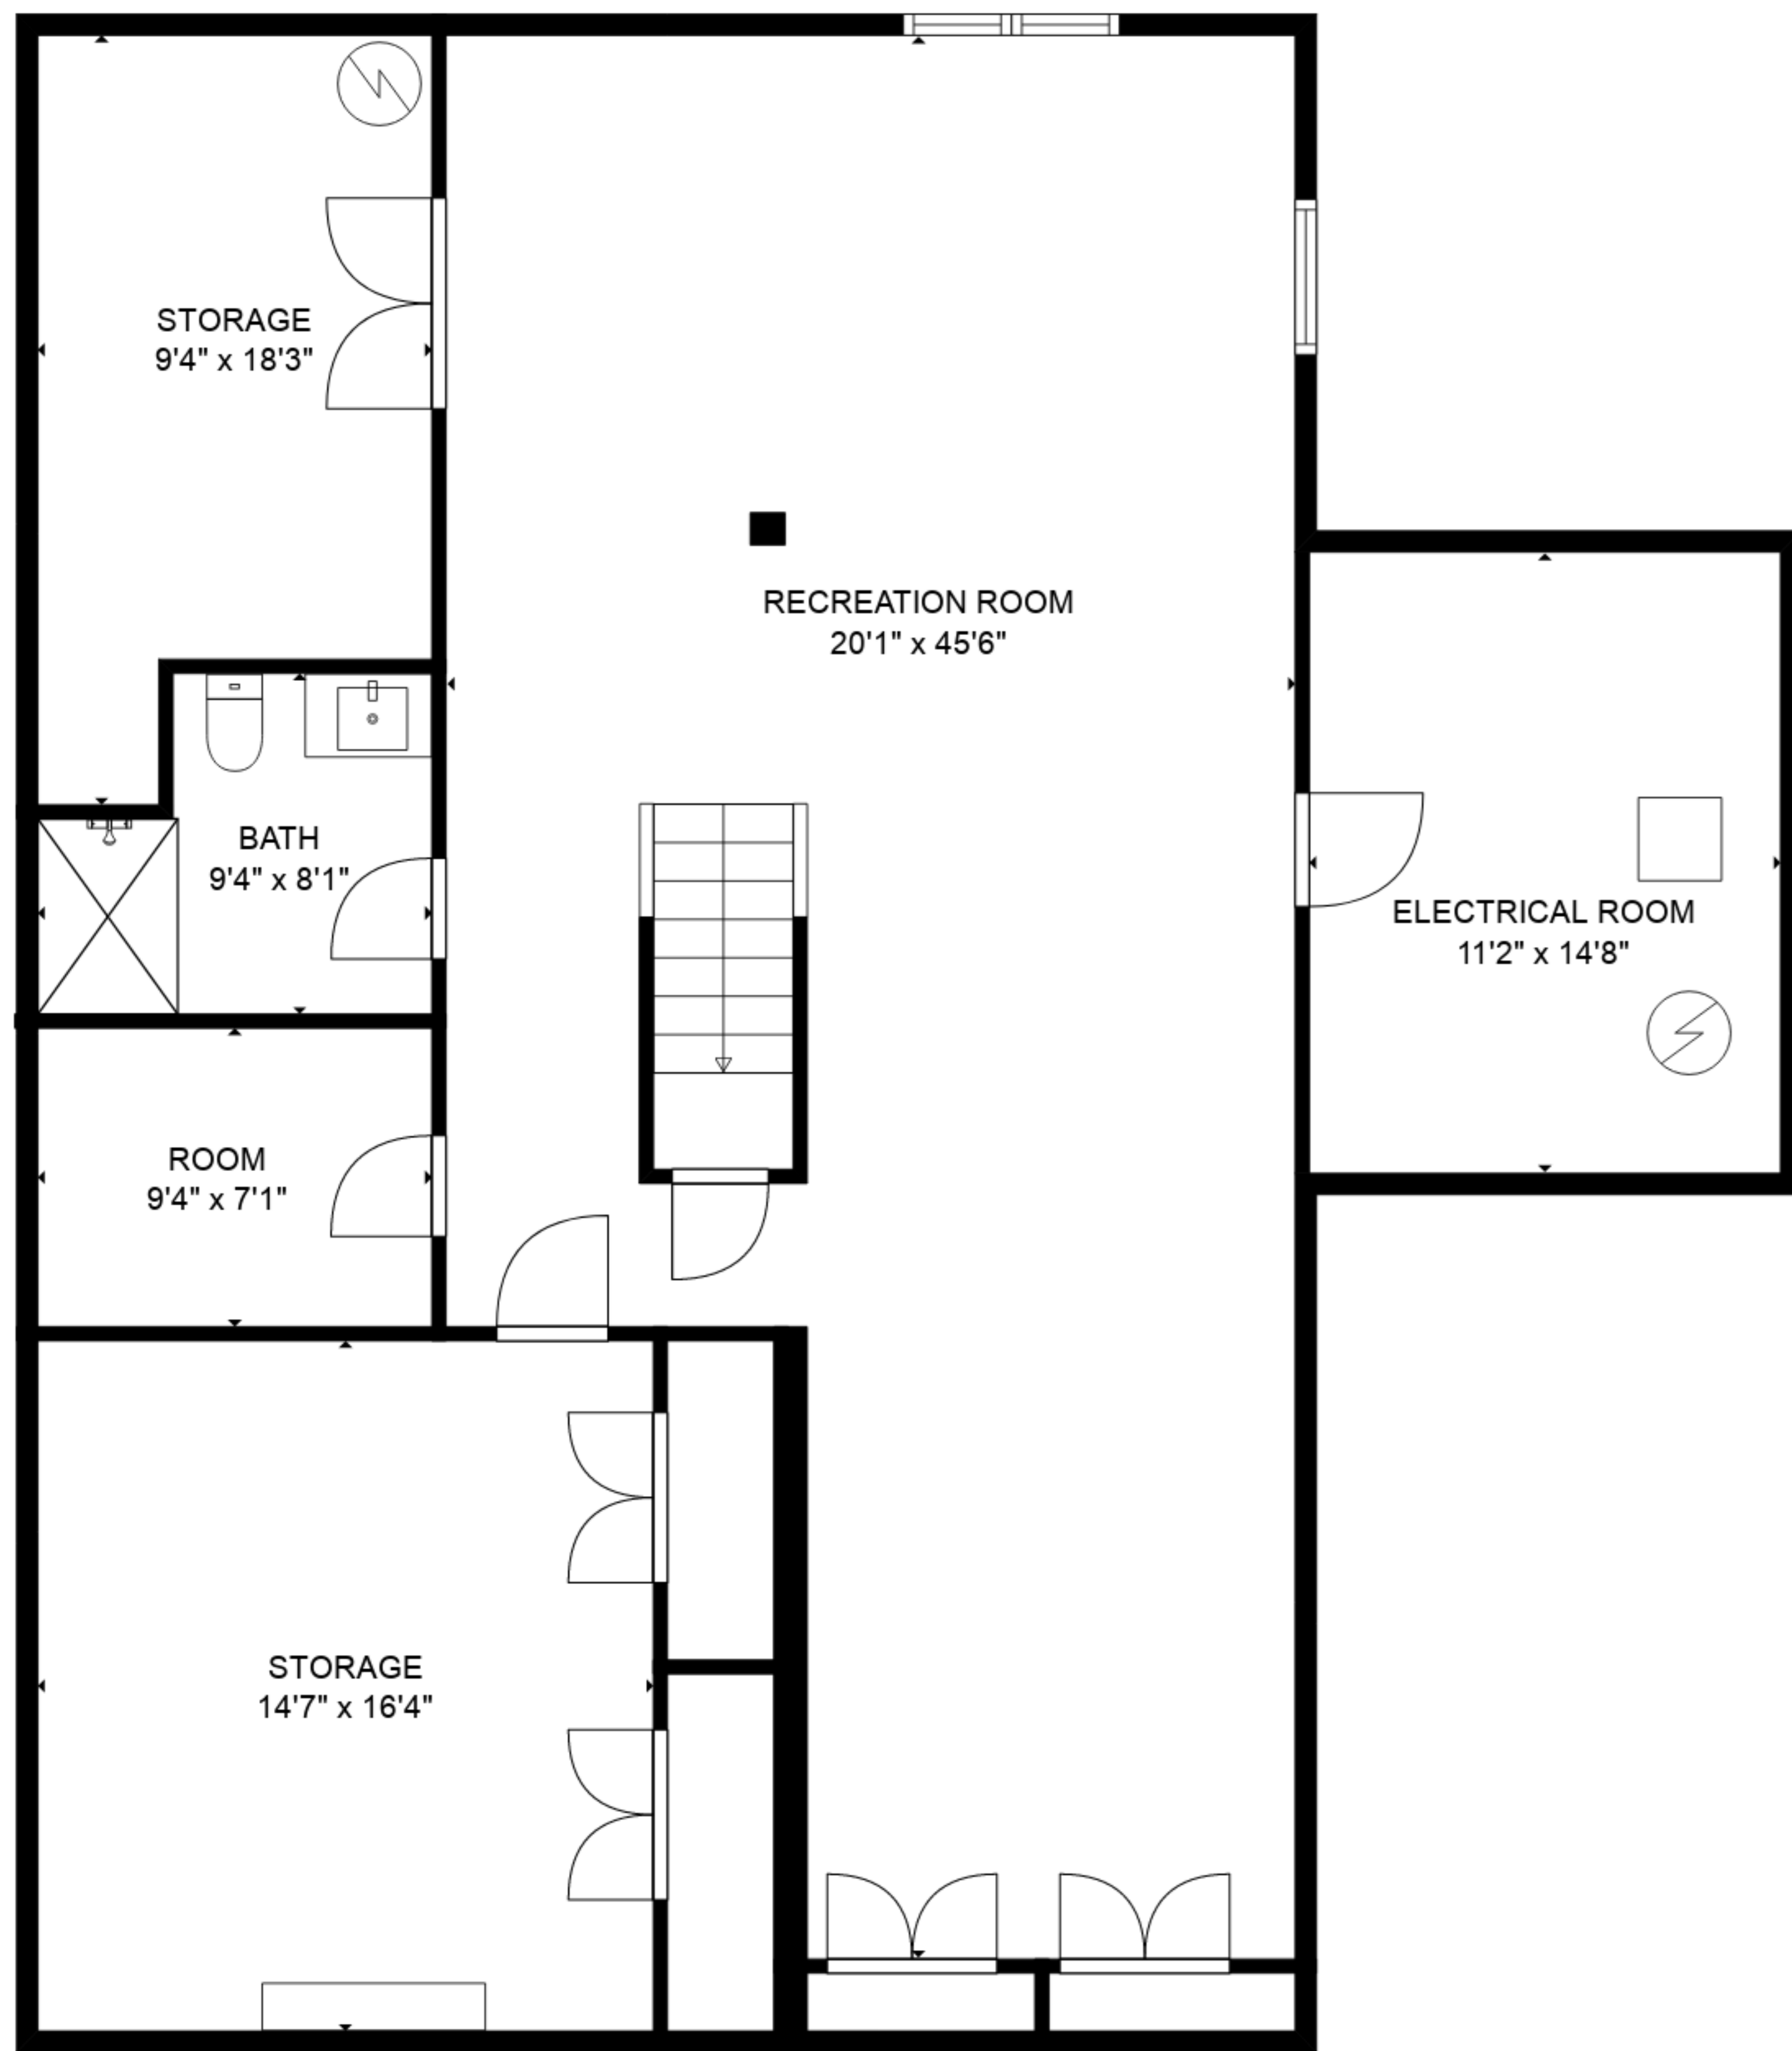 STORAGE
9'4" x 18'3"
RECREATION ROOM
20'1" x 45'6"
BATH
9'4" x 8'1"
ELECTRICAL ROOM
11'2" x 14'8"
ROOM
9'4" x 7'1"
STORAGE
14'7" x 16'4"